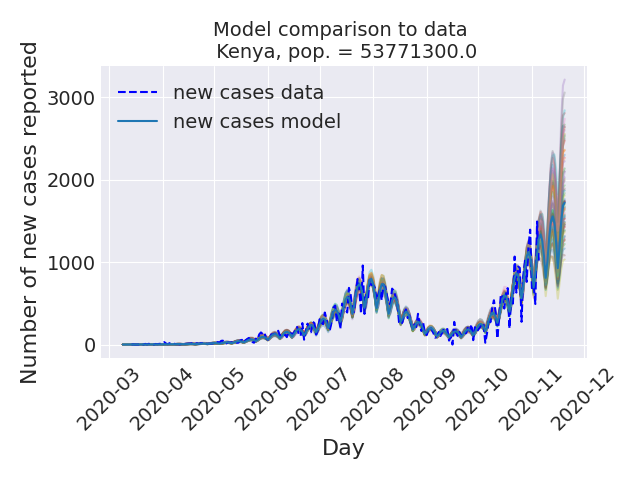 Model comparison to data
Kenya, pop. = 53771300.0
new cases data
new cases model
Number of new cases reported
3000
2000
1000
0
2020-03
2020-04
2020-05
2020-06
2020-07
2020-08
2020-09
2020-10
2020-11
2020-12
Day